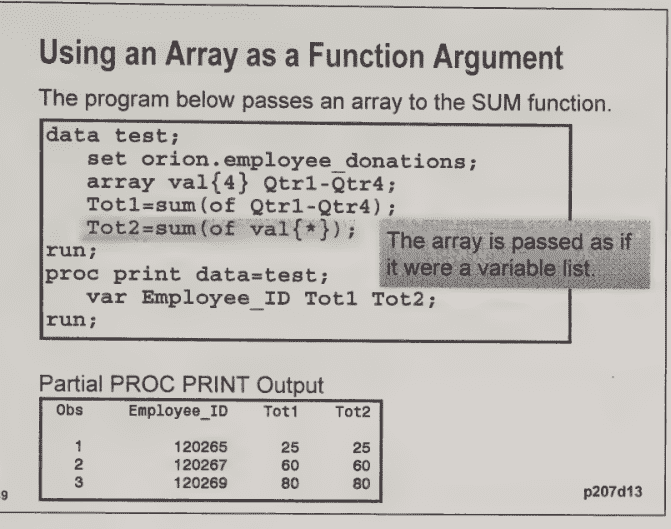 Using an Array as a Function Argument
The program below passes an array to the SUM function.
data test;
   set orion.employee_donations;
   array val{4} Qtr1-Qtr4;
   Tot1=sum(of Qtr1-Qtr4);
   Tot2=sum(of val{*});
run;
proc print data=test;
   var Employee_ID Tot1 Tot2;
run;
The array is passed as if
it were a variable list.
Partial PROC PRINT Output
Obs Employee_ID Tot1 Tot2
1 120265 25 25
2 120267 60 60
3 120269 80 80
9
p207d13